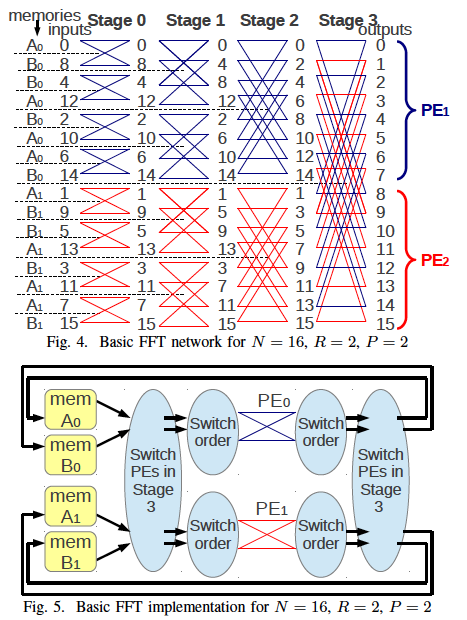 memories
Stage 0 Stage 1 Stage 2 Stage 3
inputs outputs
A₀ 0 0 0 0 0
B₀ 8 8 4 2 1
B₀ 4 4 8 4 2
A₀ 12 12 12 6 3
B₀ 2 2 2 8 4
A₀ 10 10 6 10 5
A₀ 6 6 10 12 6
B₀ 14 14 14 14 7
PE₁
A₁ 1 1 1 1 8
B₁ 9 9 5 3 9
B₁ 5 5 9 5 10
A₁ 13 13 13 7 11
B₁ 3 3 3 9 12
A₁ 11 11 7 11 13
A₁ 7 7 11 13 14
B₁ 15 15 15 15 15
PE₂
Fig. 4. Basic FFT network for N = 16, R = 2, P = 2
mem
A₀
mem
B₀
mem
A₁
mem
B₁
Switch
PEs in
Stage
3
Switch
order
PE₀
Switch
order
Switch
order
PE₁
Switch
order
Switch
PEs in
Stage
3
Fig. 5. Basic FFT implementation for N = 16, R = 2, P = 2